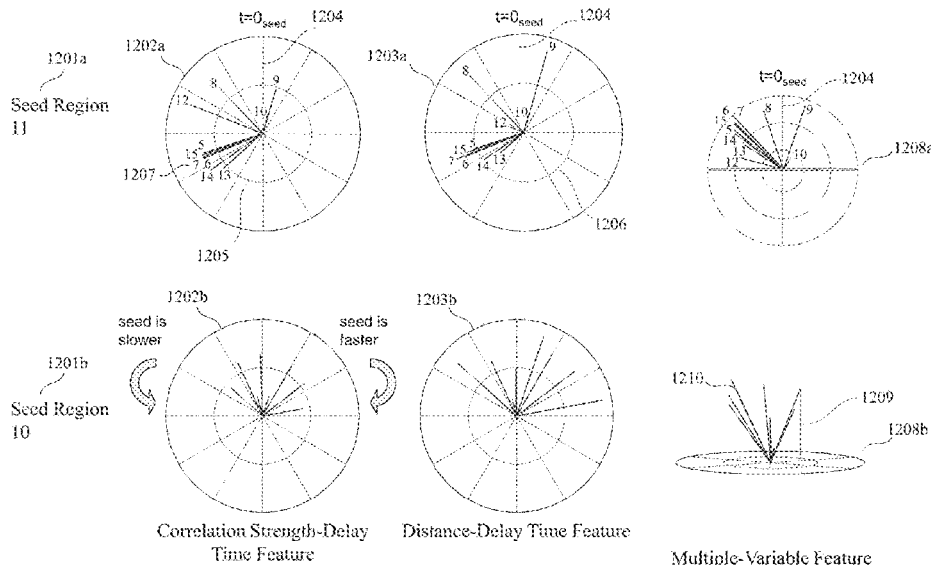 t=0seed
1204
1202a
1201a
Seed Region
11
8
9
12
10
5
15
7
6
14
13
1207
1205
1204
t=0seed
1203a
9
8
10
12
5
7
6
14
13
1206
t=0seed
1204
6
7
8
9
5
14
13
12
10
1208a
1202b
1203b
seed is
slower
seed is
faster
1201b
Seed Region
10
1210
1209
1208b
Correlation Strength-Delay
Time Feature
Distance-Delay Time Feature
Multiple-Variable Feature